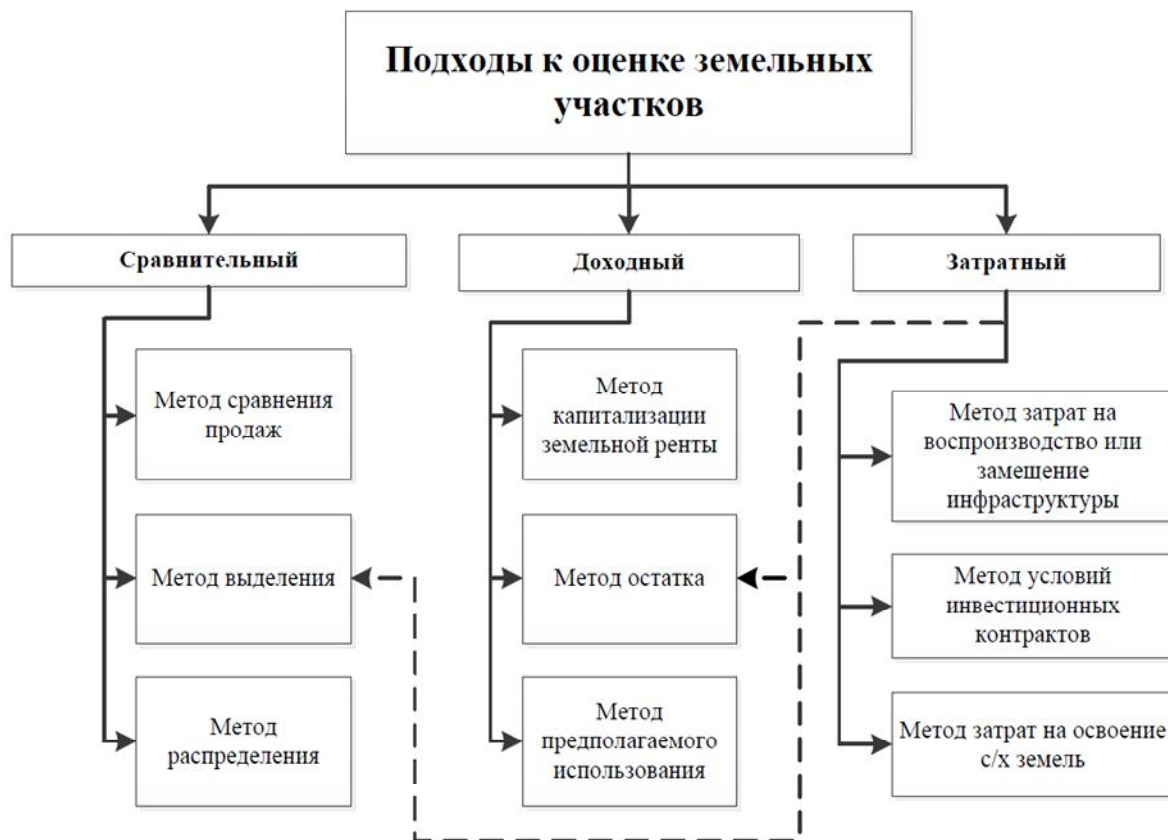 Подходы к оценке земельных
участков
Сравнительный
Доходный
Затратный
Метод сравнения
продаж
Метод выделения
Метод
распределения
Метод
капитализации
земельной ренты
Метод остатка
Метод
предполагаемого
использования
Метод затрат на
воспроизводство или
замешение
инфраструктуры
Метод условий
инвестиционных
контрактов
Метод затрат на освоение
с/х земель